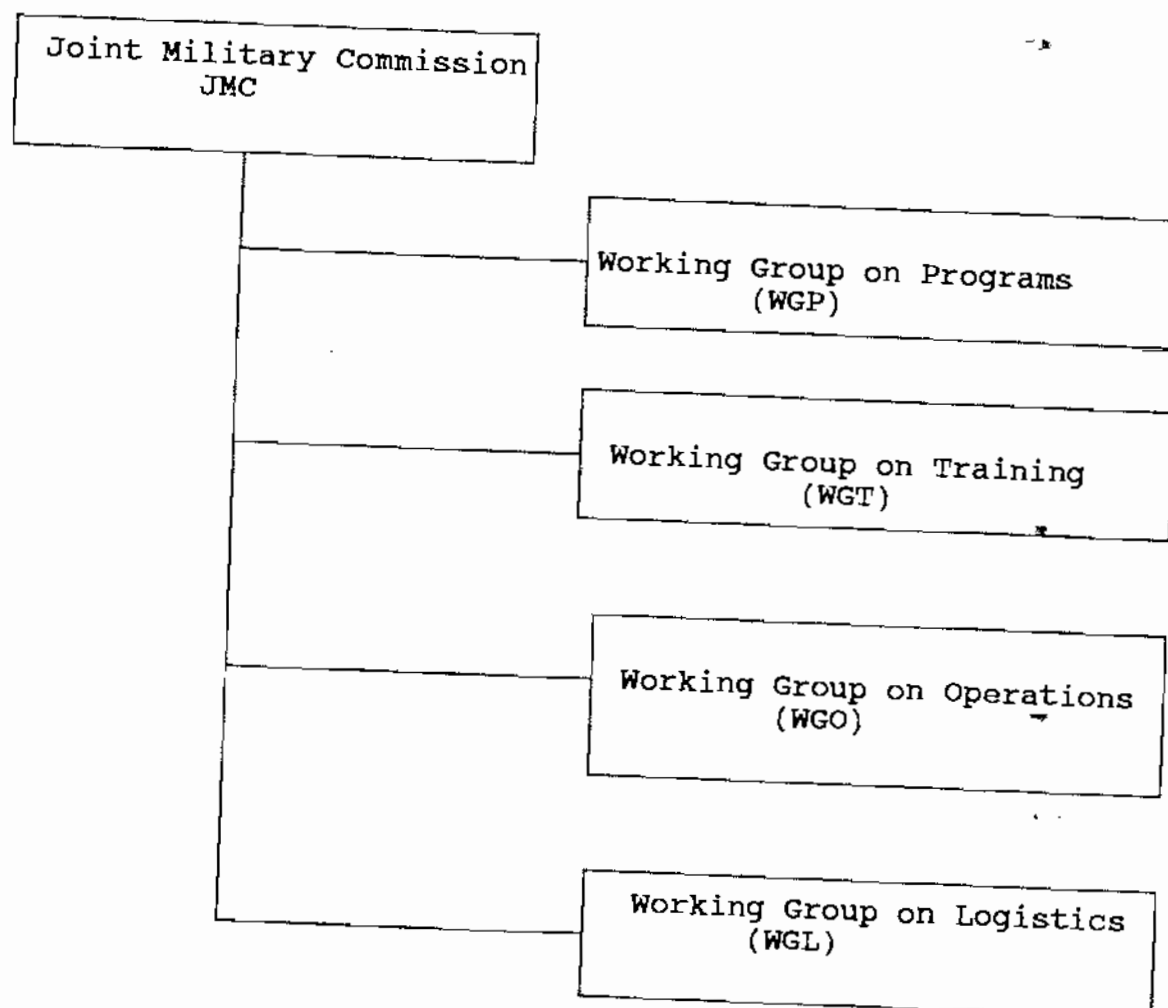 Joint Military Commission
JMC
Working Group on Programs
(WGP)
Working Group on Training
(WGT)
Working Group on Operations
(WGO)
Working Group on Logistics
(WGL)